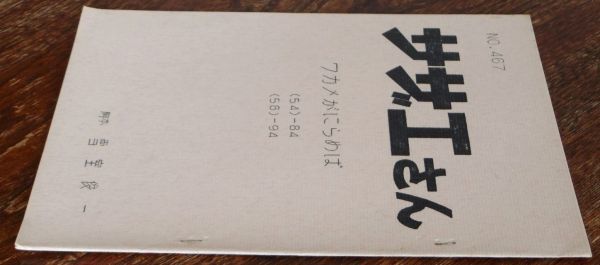 NO.467
サザエさん
ワカメがにらめば
(54)-84
(58)-94
脚本 雪室俊一